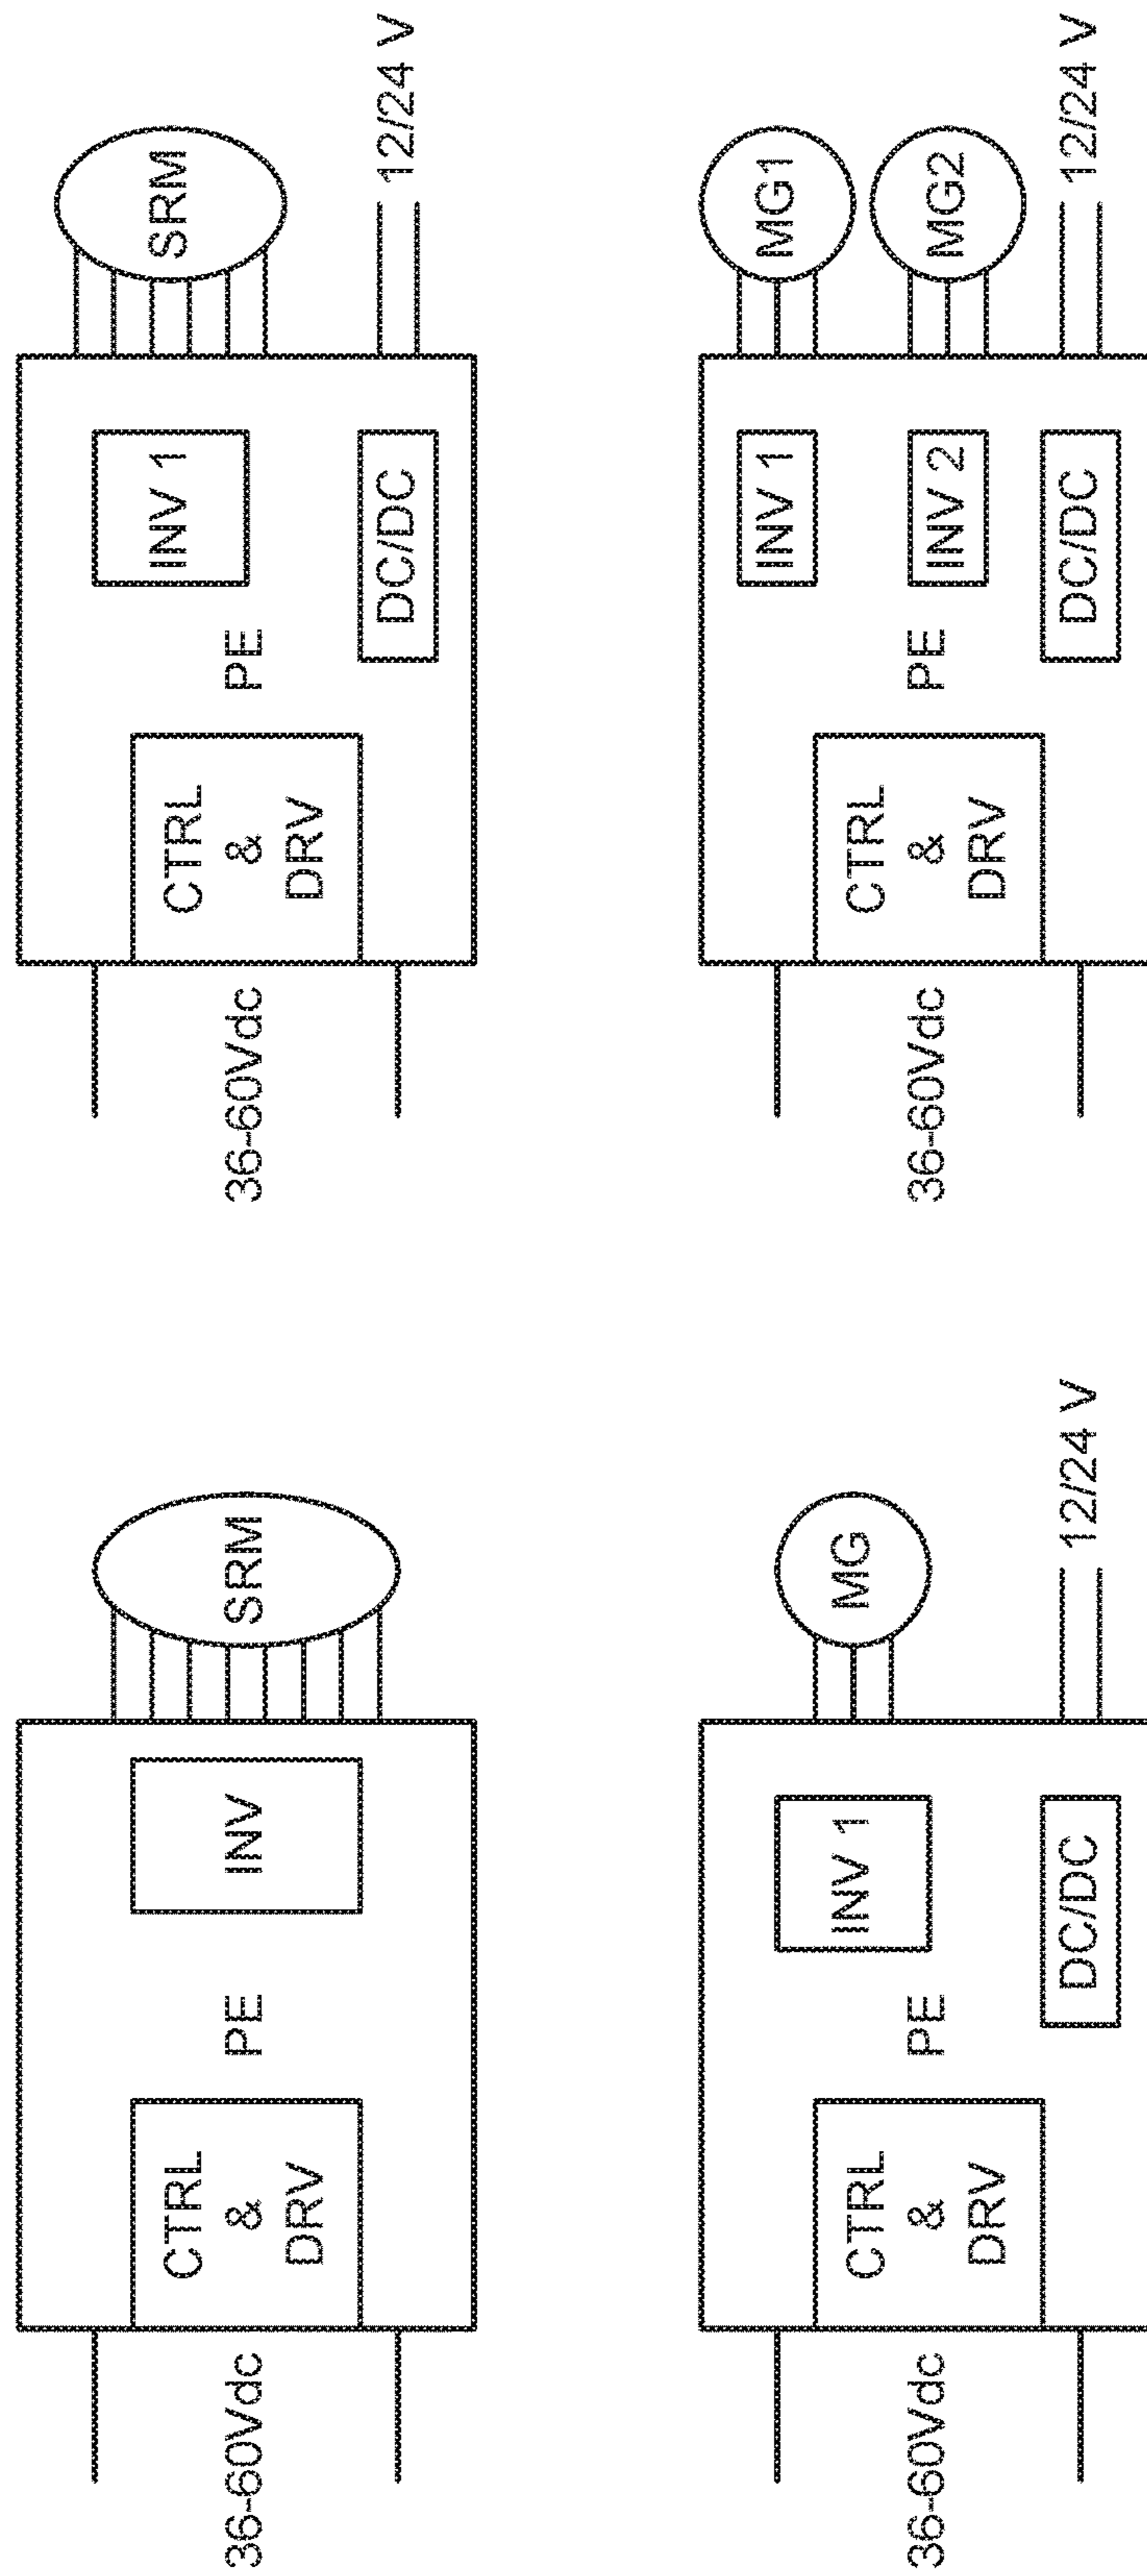 36-60Vdc
CTRL
&
DRV
PE
INV
SRM
36-60Vdc
CTRL
&
DRV
PE
INV 1
DC/DC
SRM
12/24 V
36-60Vdc
CTRL
&
DRV
PE
INV 1
DC/DC
MG
12/24 V
36-60Vdc
CTRL
&
DRV
PE
INV 1
INV 2
DC/DC
MG1
MG2
12/24 V